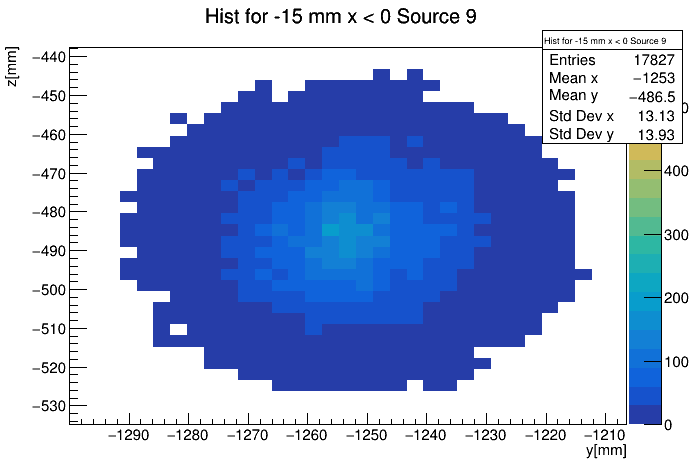 Hist for -15 mm x < 0 Source 9
Hist for -15 mm x < 0 Source 9
Entries 17827
Mean x −1253
Mean y −486.5
Std Dev x 13.13
Std Dev y 13.93
z[mm]
−440
−450
−460
−470
−480
−490
−500
−510
−520
−530
−1290 −1280 −1270 −1260 −1250 −1240 −1230 −1220 −1210
y[mm]
0
400
300
200
100
0